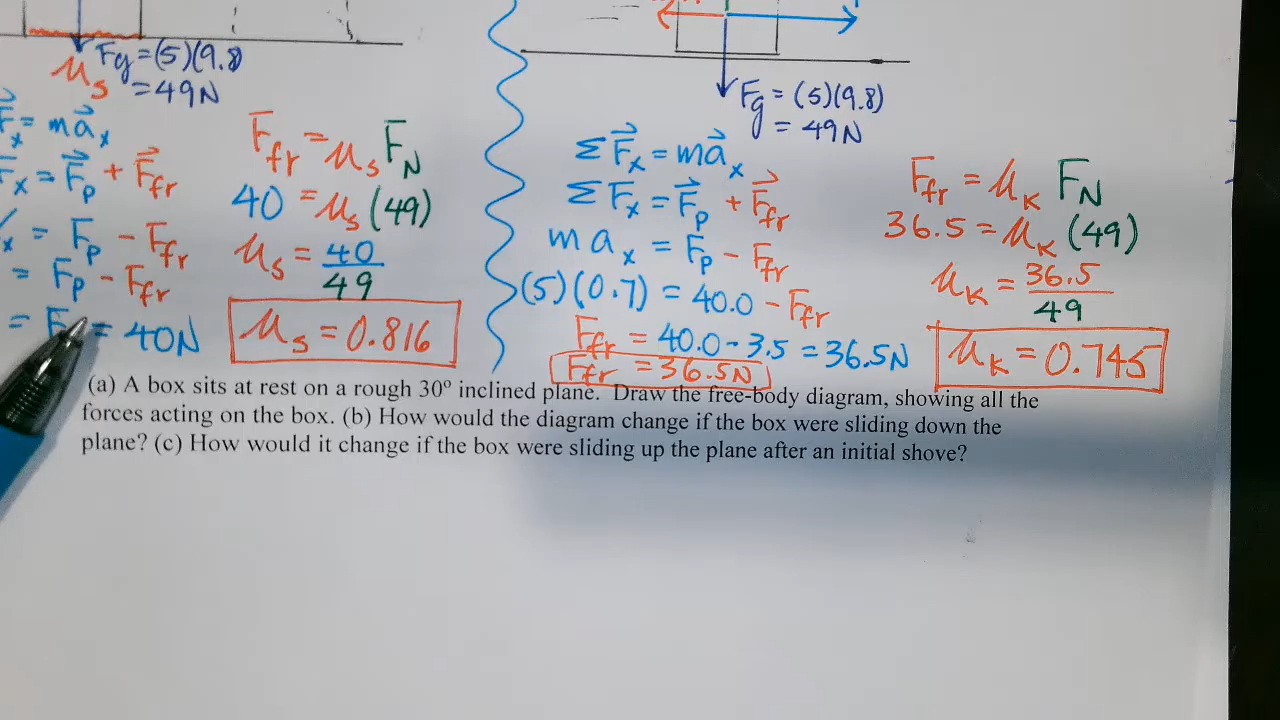 Fg = (5)(9.8
= 49N
μs
Fx = max
Fx = Fp + Ffr
x = Fp - Ffr
= Fp - Ffr
= = 40N
Ffr = μs FN
40 = μs (49)
μs = 40/49
μs = 0.816
Fg = (5)(9.8)
= 49N
ΣFx = max
ΣFx = Fp + Ffr
max = Fp - Ffr
(5)(0.7) = 40.0 - Ffr
Ffr = 40.0 - 3.5 = 36.5N
Ffr = 36.5N
Ffr = μK FN
36.5 = μK (49)
μK = 36.5/49
μK = 0.745
(a) A box sits at rest on a rough 30º inclined plane. Draw the free-body diagram, showing all the
forces acting on the box. (b) How would the diagram change if the box were sliding down the
plane? (c) How would it change if the box were sliding up the plane after an initial shove?